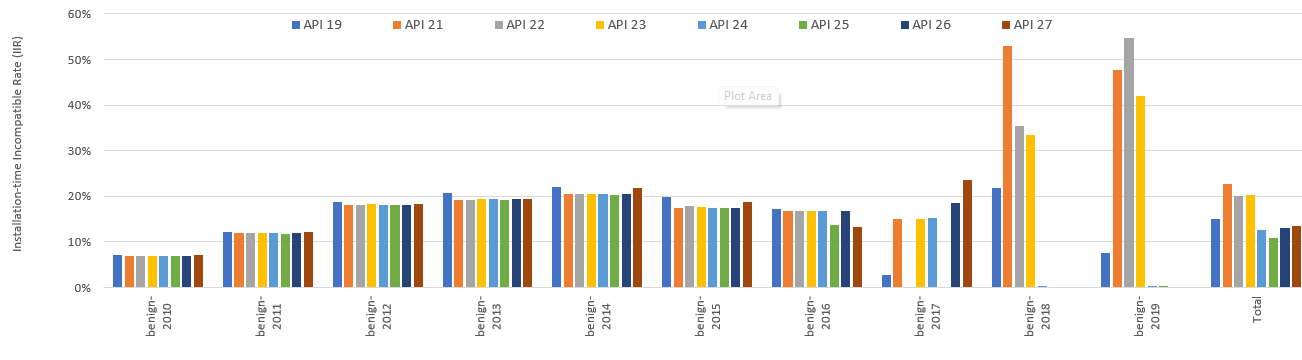 60%
API 19 API 21 API 22 API 23 API 24 API 25 API 26 API 27
50%
40%
30%
20%
10%
0%
Installation-time Incompatible Rate (IIR)
Plot Area
benign-
2010
benign-
2011
benign-
2012
benign-
2013
benign-
2014
benign-
2015
benign-
2016
benign-
2017
benign-
2018
benign-
2019
Total